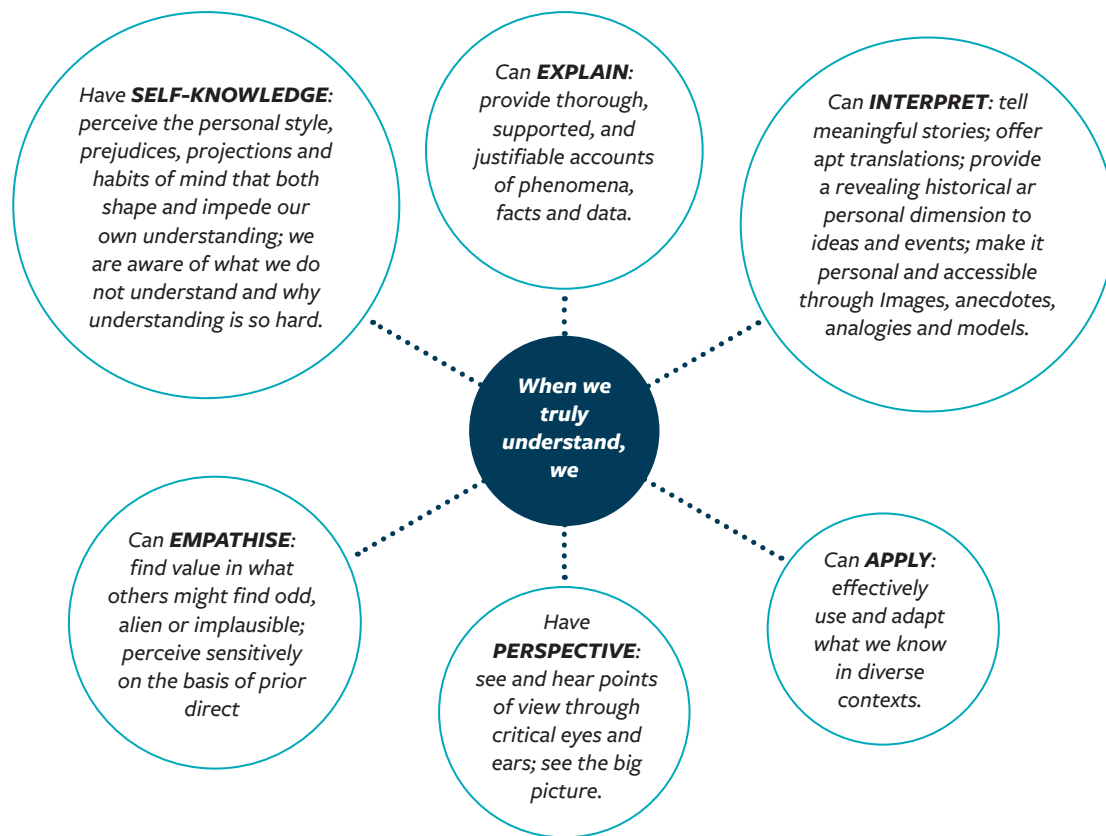 Have SELF-KNOWLEDGE:
perceive the personal style,
prejudices, projections and
habits of mind that both
shape and impede our
own understanding; we
are aware of what we do
not understand and why
understanding is so hard.
Can EXPLAIN:
provide thorough,
supported, and
justifiable accounts
of phenomena,
facts and data.
Can INTERPRET: tell
meaningful stories; offer
apt translations; provide
a revealing historical ar
personal dimension to
ideas and events; make it
personal and accessible
through Images, anecdotes,
analogies and models.
When we
truly
understand,
we
Can EMPATHISE:
find value in what
others might find odd,
alien or implausible;
perceive sensitively
on the basis of prior
direct
Have
PERSPECTIVE:
see and hear points
of view through
critical eyes and
ears; see the big
picture.
Can APPLY:
effectively
use and adapt
what we know
in diverse
contexts.